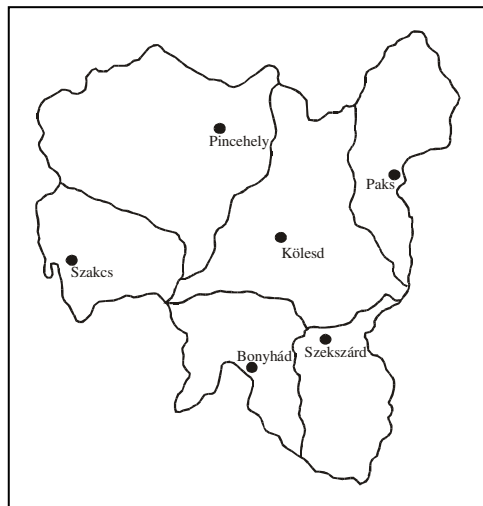 Pincehely
Paks
Kölesd
Szakcs
Bonyhád
Szekszárd